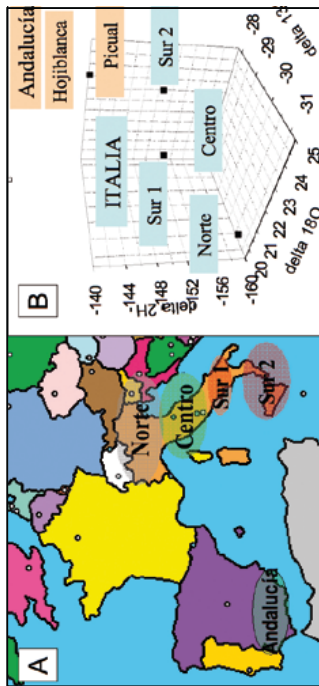 A
Norte
Centro
Sur 1
Sur 2
Andalucía
B
Andalucía
Hojiblanca
Picual
ITALIA
Sur 2
Sur 1
Centro
Norte
delta 2H
-140
-144
-148
-152
-156
-160
20
21
22
23
24
25
delta 18O
-31
-30
-29
-28
delta